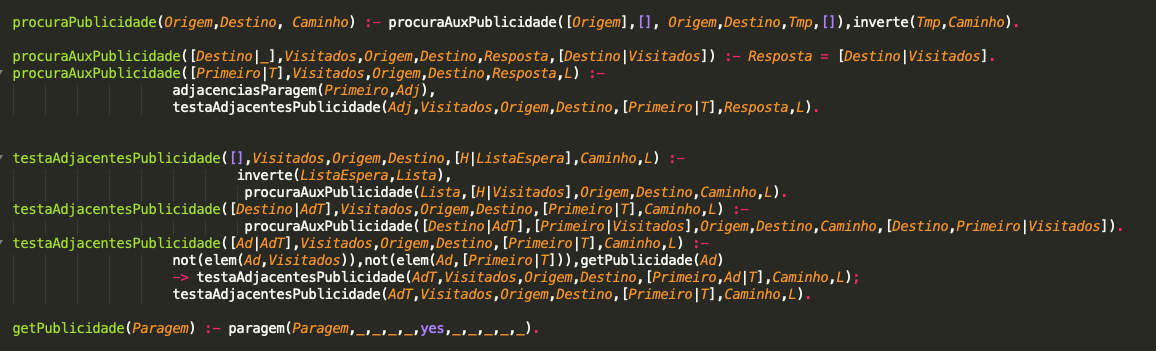 procuraPublicidade(Origem,Destino, Caminho) :- procuraAuxPublicidade([Origem],[], Origem,Destino,Tmp,[]),inverte(Tmp,Caminho).
procuraAuxPublicidade([Destino|_],Visitados,Origem,Destino,Resposta,[Destino|Visitados]) :- Resposta = [Destino|Visitados].
procuraAuxPublicidade([Primeiro|T],Visitados,Origem,Destino,Resposta,L) :-
adjacenciasParagem(Primeiro,Adj),
testaAdjacentesPublicidade(Adj,Visitados,Origem,Destino,[Primeiro|T],Resposta,L).
testaAdjacentesPublicidade([],Visitados,Origem,Destino,[H|ListaEspera],Caminho,L) :-
inverte(ListaEspera,Lista),
procuraAuxPublicidade(Lista,[H|Visitados],Origem,Destino,Caminho,L).
testaAdjacentesPublicidade([Destino|AdT],Visitados,Origem,Destino,[Primeiro|T],Caminho,L) :-
procuraAuxPublicidade([Destino|AdT],[Primeiro|Visitados],Origem,Destino,Caminho,[Destino,Primeiro|Visitados]).
testaAdjacentesPublicidade([Ad|AdT],Visitados,Origem,Destino,[Primeiro|T],Caminho,L) :-
not(elem(Ad,Visitados)),not(elem(Ad,[Primeiro|T])),getPublicidade(Ad)
-> testaAdjacentesPublicidade(AdT,Visitados,Origem,Destino,[Primeiro,Ad|T],Caminho,L);
testaAdjacentesPublicidade(AdT,Visitados,Origem,Destino,[Primeiro|T],Caminho,L).
getPublicidade(Paragem) :- paragem(Paragem,_,_,_,_,yes,_,_,_,_,_).